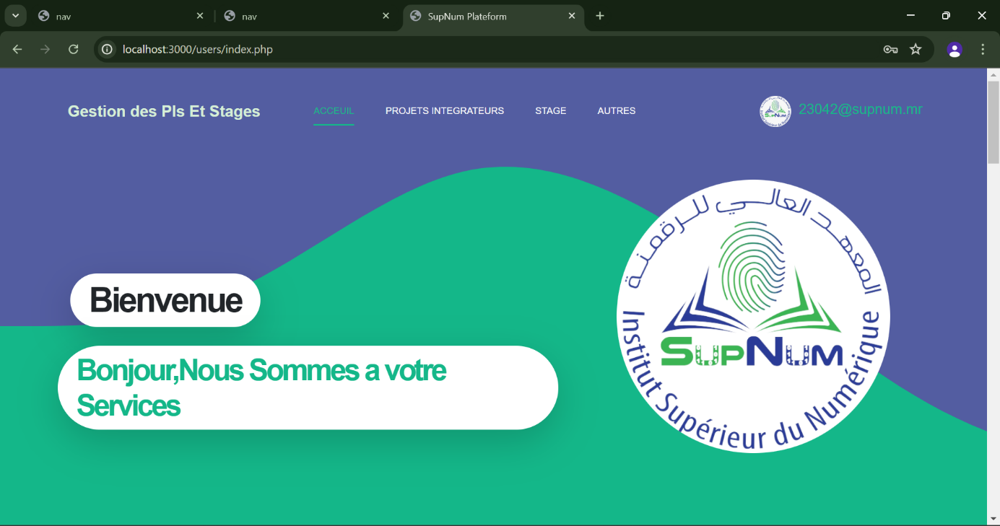 nav
nav
SupNum Plateform
localhost:3000/users/index.php
Gestion des PIs Et Stages
ACCEUIL
PROJETS INTEGRATEURS
STAGE
AUTRES
SupNum
23042@supnum.mr
المعهد العالي للرقمنة
SupNum
Institut Supérieur du Numérique
Bienvenue
Bonjour,Nous Sommes a votre
Services